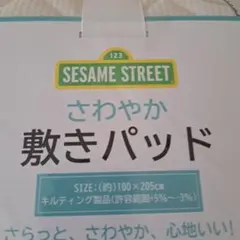 123
SESAME STREET
さわやか
敷きパッド
SIZE:(約)100×205cm
キルディング製品(許容範囲+5%~-3%)
さらっと、さわやか、心地いい!